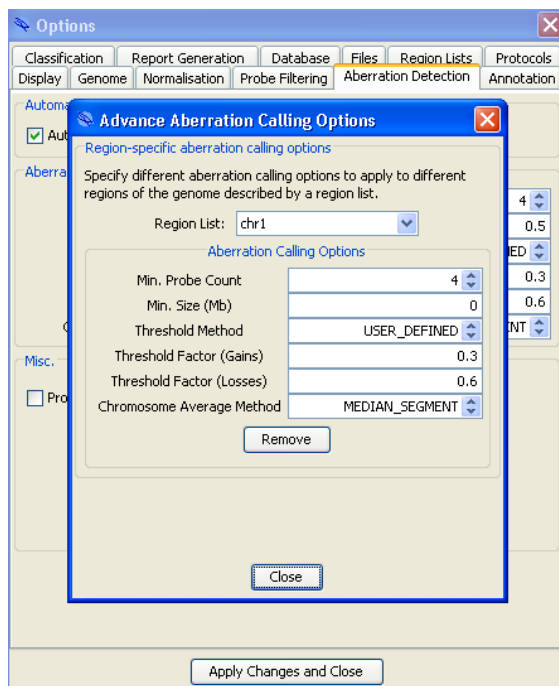 Options
Classification Report Generation Database Files Region Lists Protocols
Display Genome Normalisation Probe Filtering Aberration Detection Annotation
Advance Aberration Calling Options
Region-specific aberration calling options
Specify different aberration calling options to apply to different
regions of the genome described by a region list.
Region List: chr1
Aberration Calling Options
Min. Probe Count 4
Min. Size (Mb) 0
Threshold Method USER_DEFINED
Threshold Factor (Gains) 0.3
Threshold Factor (Losses) 0.6
Chromosome Average Method MEDIAN_SEGMENT
Remove
Close
4
0.5
0.3
0.6
Misc.
Apply Changes and Close